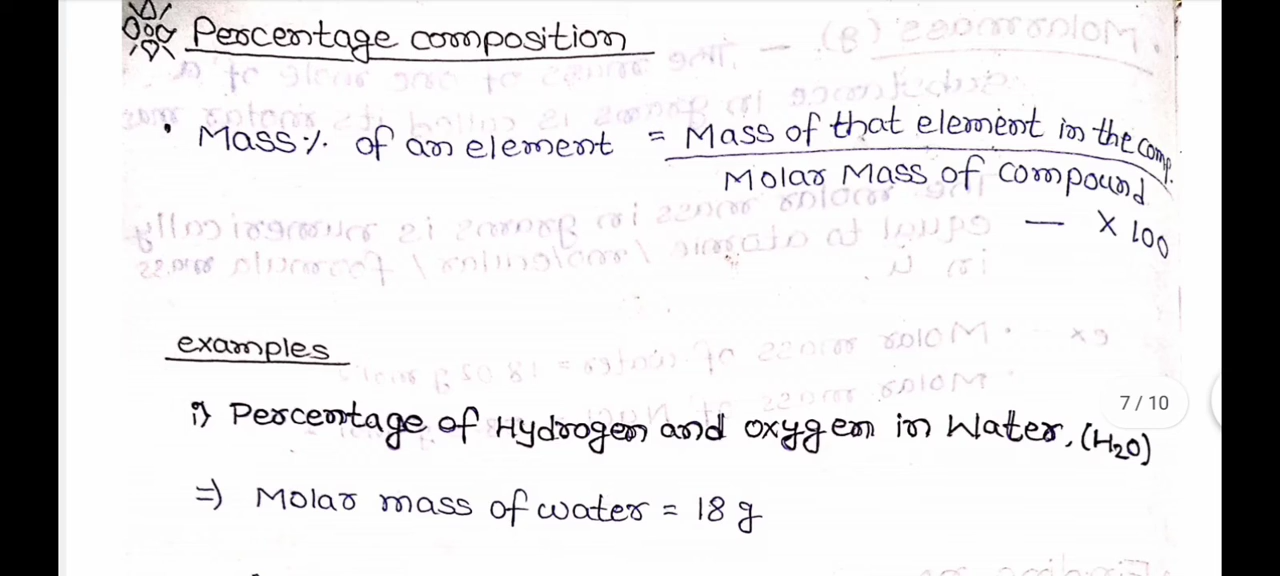 Percentage composition
• Mass % of an element = Mass of that element in the comp.
Molar Mass of compound
— × 100
examples
i) Percentage of Hydrogen and oxygen in Water, (H₂O)
7 / 10
=) Molar mass of water = 18 g